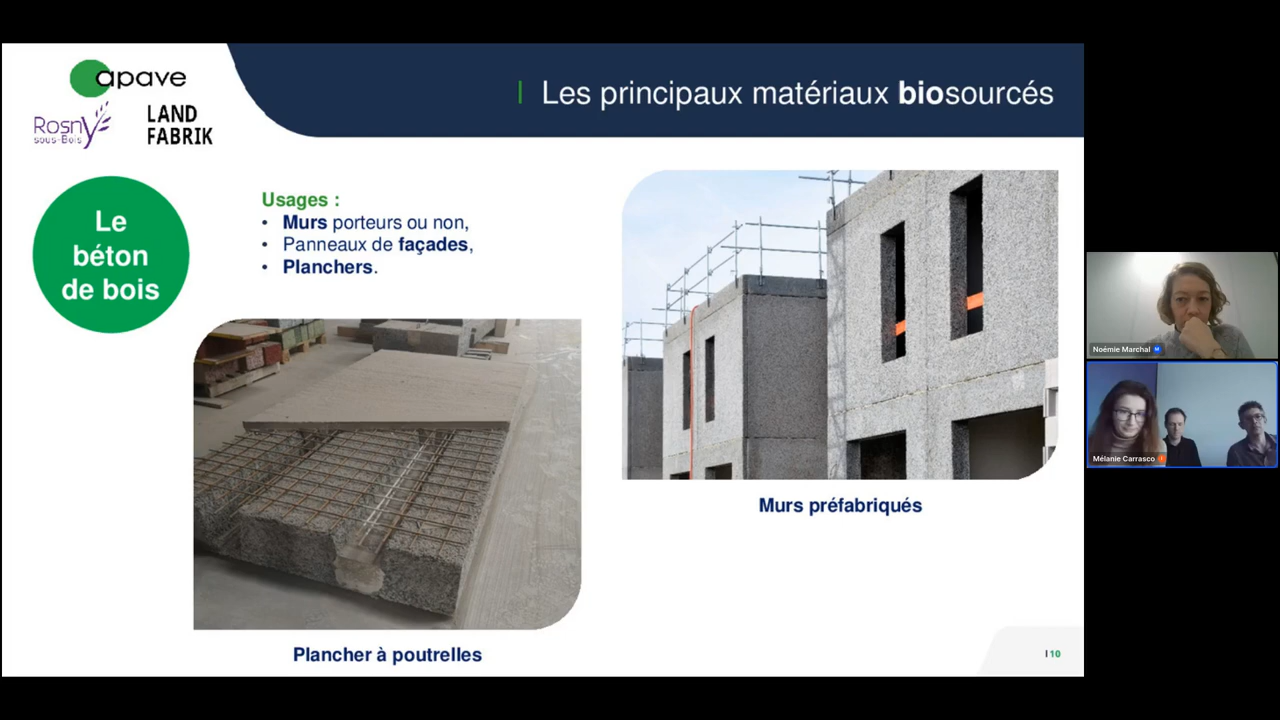 apave
Rosny
sous-Bois
LAND
FABRIK
Les principaux matériaux biosourcés
Le
béton
de bois
Usages :
• Murs porteurs ou non,
• Panneaux de façades,
• Planchers.
Murs préfabriqués
Plancher à poutrelles
10
Noémie Marchal
Mélanie Carrasco